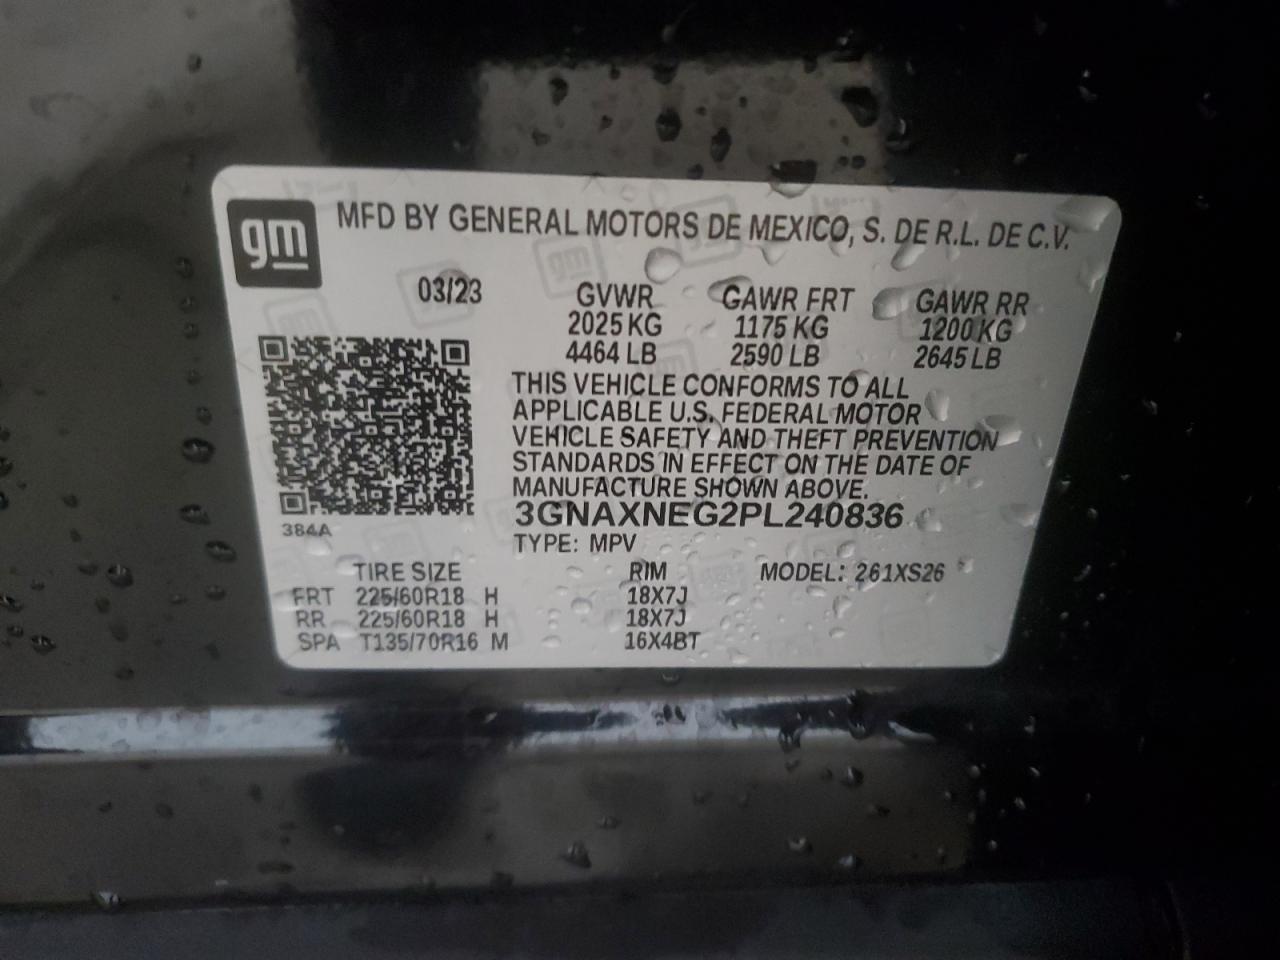 gm
MFD BY GENERAL MOTORS DE MEXICO, S. DE R.L. DE C.V.
03/23 GVWR GAWR FRT GAWR RR
2025 KG 1175 KG 1200 KG
4464 LB 2590 LB 2645 LB
THIS VEHICLE CONFORMS TO ALL
APPLICABLE U.S. FEDERAL MOTOR
VEHICLE SAFETY AND THEFT PREVENTION
STANDARDS IN EFFECT ON THE DATE OF
MANUFACTURE SHOWN ABOVE.
3GNAXNEG2PL240836
384A
TYPE: MPV
TIRE SIZE RIM MODEL: 261XS26
FRT 225/60R18 H 18X7J
RR 225/60R18 H 18X7J
SPA T135/70R16 M 16X4BT